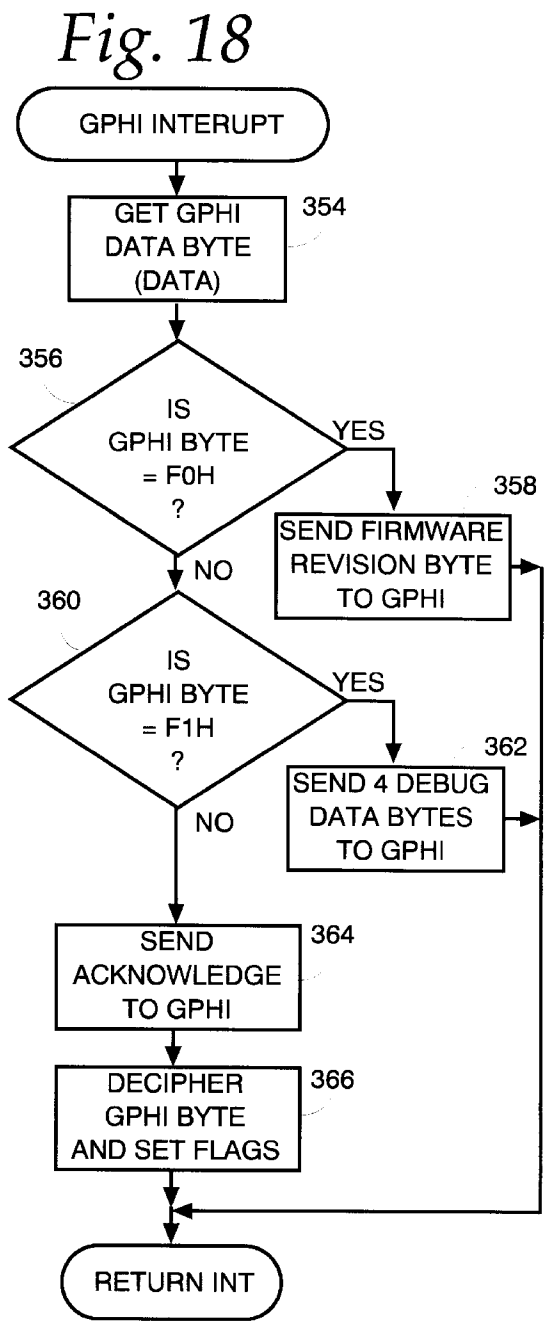 Fig. 18
GPHI INTERUPT
GET GPHI
DATA BYTE
(DATA)
354
356
IS
GPHI BYTE
= F0H
?
YES
358
SEND FIRMWARE
REVISION BYTE
TO GPHI
NO
360
IS
GPHI BYTE
= F1H
?
YES
362
SEND 4 DEBUG
DATA BYTES
TO GPHI
NO
SEND
ACKNOWLEDGE
TO GPHI
364
DECIPHER
GPHI BYTE
AND SET FLAGS
366
RETURN INT